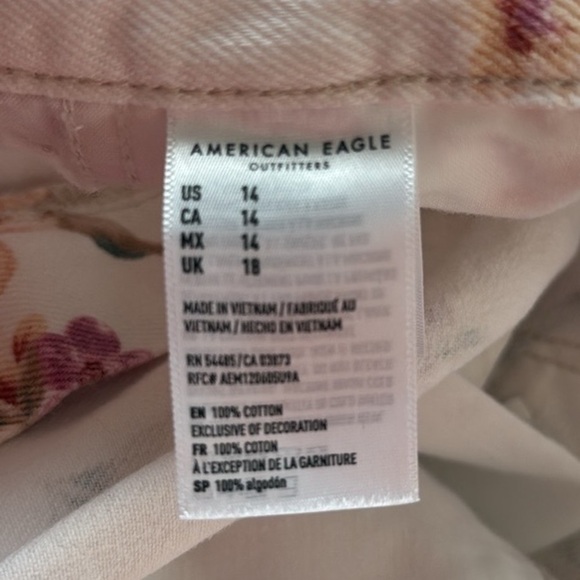 AMERICAN EAGLE
OUTFITTERS
US 14
CA 14
MX 14
UK 18
MADE IN VIETNAM / FABRIQUÉ AU
VIETNAM / HECHO EN VIETNAM
RN 54485/CA 03873
RFC# AEM120605U9A
EN 100% COTTON
EXCLUSIVE OF DECORATION
FR 100% COTON
À L'EXCEPTION DE LA GARNITURE
SP 100% algodón